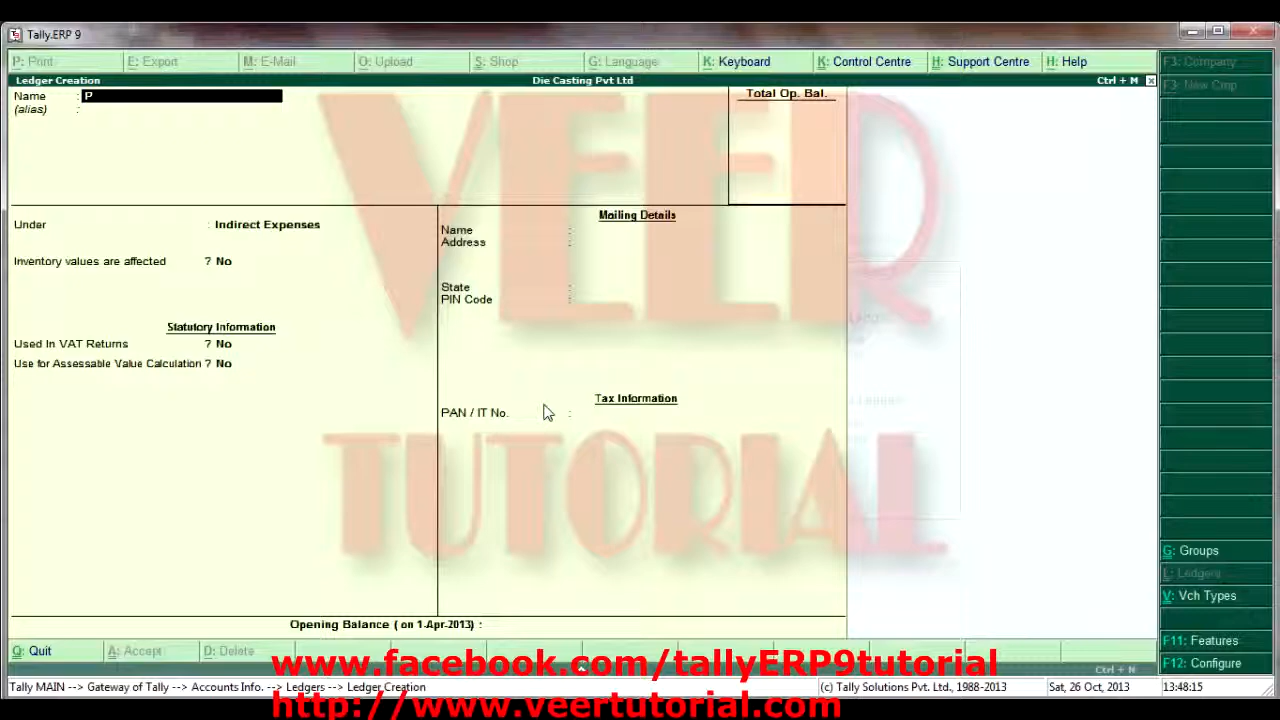 Tally.ERP 9
P: Print E: Export M: E-Mail O: Upload S: Shop G: Language K: Keyboard K: Control Centre H: Support Centre H: Help
F3: Company
Ledger Creation Die Casting Pvt Ltd Ctrl + M
F3: New Cmp
Name : P
(alias) :
Total Op. Bal.
VEER
TUTORIAL
Under : Indirect Expenses
Inventory values are affected ? No
Statutory Information
Used In VAT Returns ? No
Use for Assessable Value Calculation ? No
Mailing Details
Name :
Address :
State :
PIN Code :
Tax Information
PAN / IT No. :
Opening Balance ( on 1-Apr-2013) :
G: Groups
L: Ledgers
V: Vch Types
F11: Features
F12: Configure
Q: Quit A: Accept D: Delete
Ctrl + N
www.facebook.com/tallyERP9tutorial
Tally MAIN --> Gateway of Tally --> Accounts Info. --> Ledgers --> Ledger Creation (c) Tally Solutions Pvt. Ltd., 1988-2013 Sat, 26 Oct, 2013 13:48:15
http://www.veertutorial.com